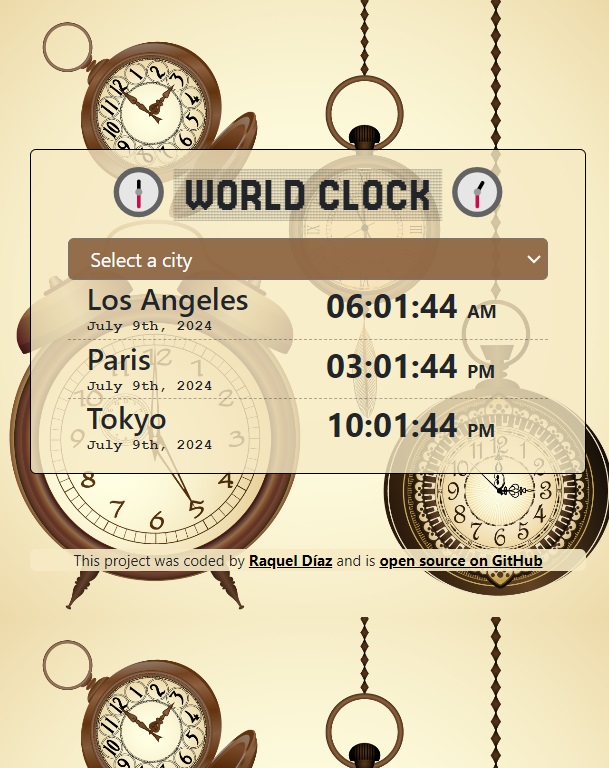 WORLD CLOCK
Select a city
Los Angeles
July 9th, 2024
06:01:44 AM
Paris
July 9th, 2024
03:01:44 PM
Tokyo
July 9th, 2024
10:01:44 PM
This project was coded by Raquel Díaz and is open source on GitHub